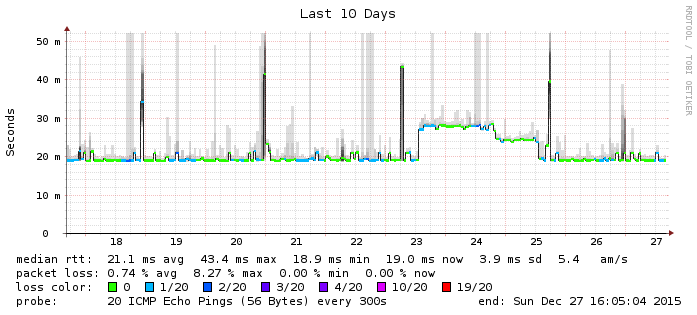 Last 10 Days
RRDTOOL / TOBI OETIKER
Seconds
50 m
40 m
30 m
20 m
10 m
0
18 19 20 21 22 23 24 25 26 27
median rtt: 21.1 ms avg 43.4 ms max 18.9 ms min 19.0 ms now 3.9 ms sd 5.4 am/s
packet loss: 0.74 % avg 8.27 % max 0.00 % min 0.00 % now
loss color: 0 1/20 2/20 3/20 4/20 10/20 19/20
probe: 20 ICMP Echo Pings (56 Bytes) every 300s end: Sun Dec 27 16:05:04 2015